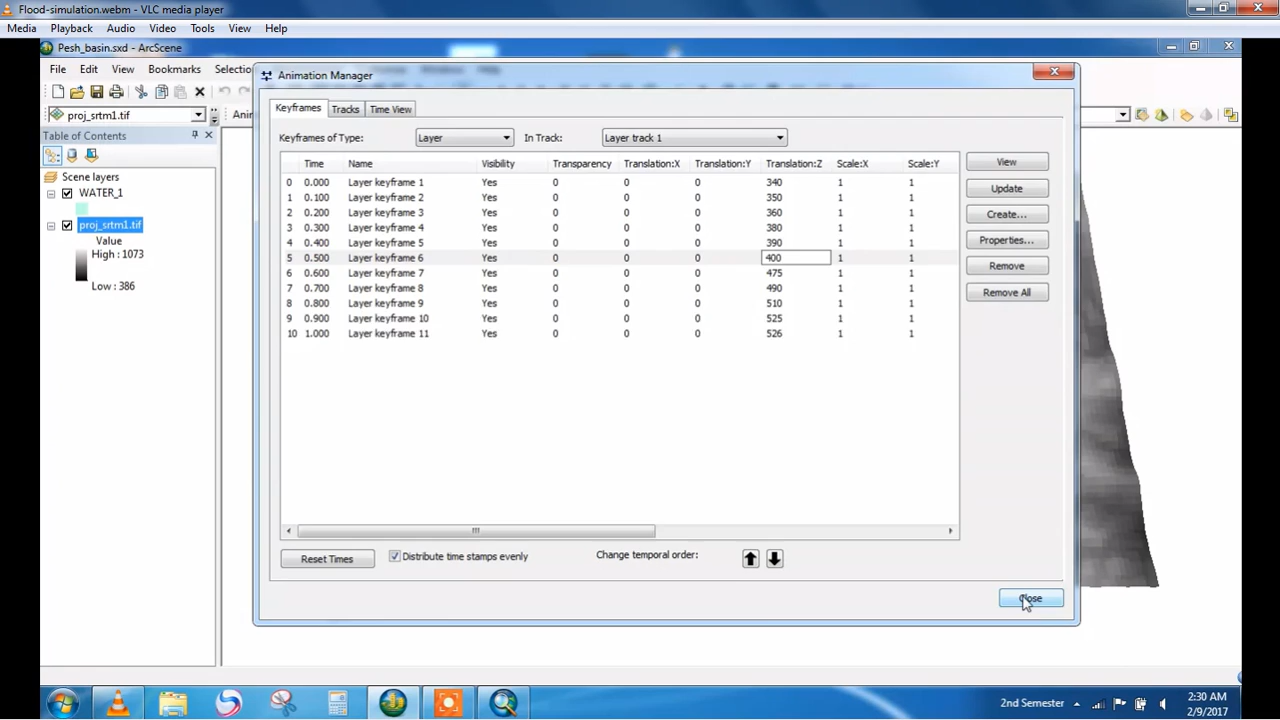 Flood-simulation.webm - VLC media player
Media Playback Audio Video Tools View Help
Pesh_basin.sxd - ArcScene
File Edit View Bookmarks Selectio
proj_srtm1.tif
Table of Contents
Scene layers
WATER_1
proj_srtm1.tif
Value
High : 1073
Low : 386
Animation Manager
Keyframes Tracks Time View
Keyframes of Type: Layer In Track: Layer track 1
Time Name Visibility Transparency Translation:X Translation:Y Translation:Z Scale:X Scale:Y
0 0.000 Layer keyframe 1 Yes 0 0 0 340 1 1
1 0.100 Layer keyframe 2 Yes 0 0 0 350 1 1
2 0.200 Layer keyframe 3 Yes 0 0 0 360 1 1
3 0.300 Layer keyframe 4 Yes 0 0 0 380 1 1
4 0.400 Layer keyframe 5 Yes 0 0 0 390 1 1
5 0.500 Layer keyframe 6 Yes 0 0 0 400 1 1
6 0.600 Layer keyframe 7 Yes 0 0 0 475 1 1
7 0.700 Layer keyframe 8 Yes 0 0 0 490 1 1
8 0.800 Layer keyframe 9 Yes 0 0 0 510 1 1
9 0.900 Layer keyframe 10 Yes 0 0 0 525 1 1
10 1.000 Layer keyframe 11 Yes 0 0 0 526 1 1
View
Update
Create...
Properties...
Remove
Remove All
Reset Times Distribute time stamps evenly Change temporal order:
Close
2nd Semester
2:30 AM
2/9/2017